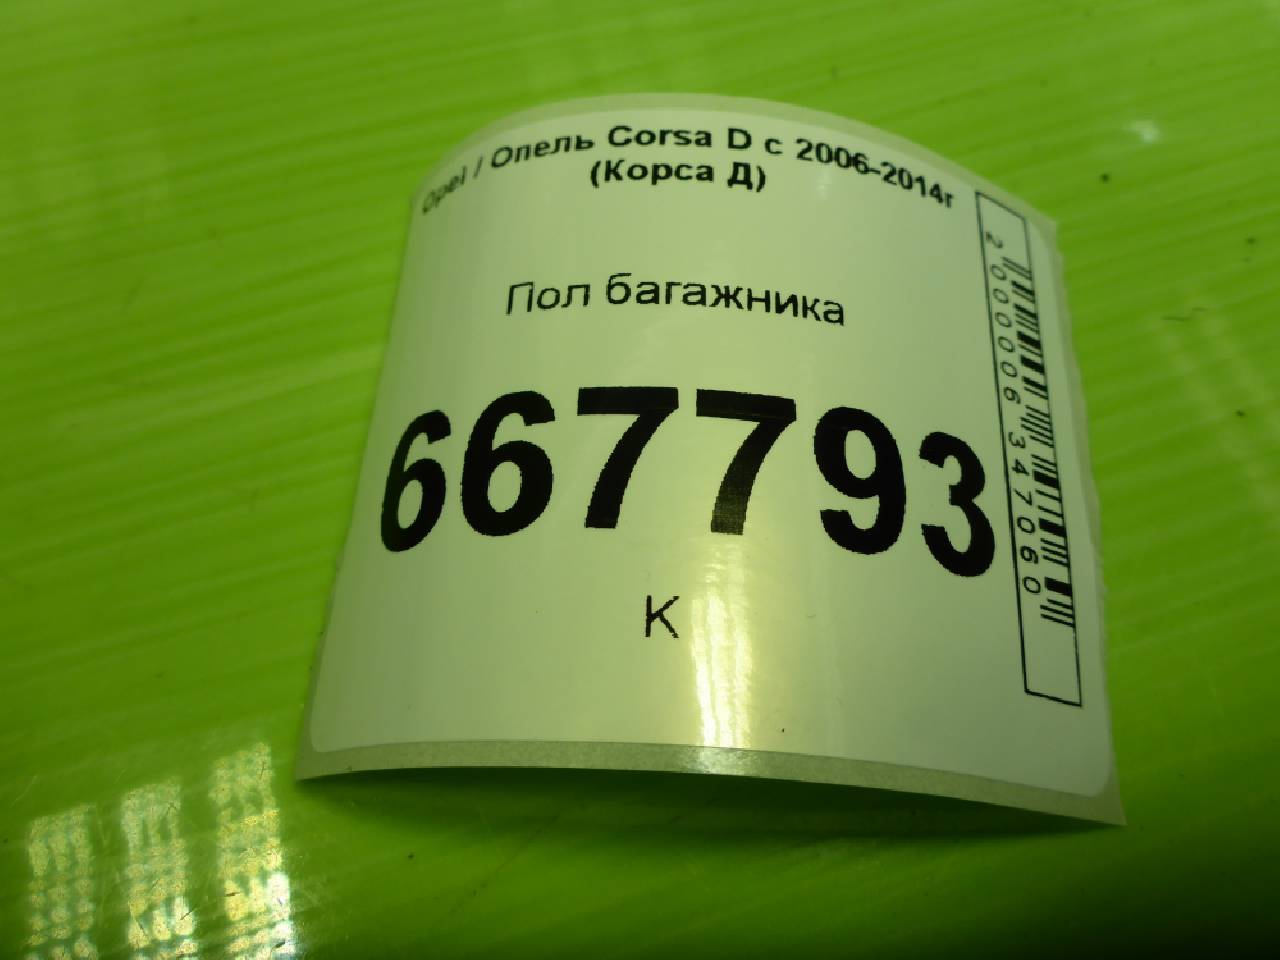 Opel / Опель Corsa D с 2006-2014г
(Корса Д)
Пол багажника
667793
К
2000006347060